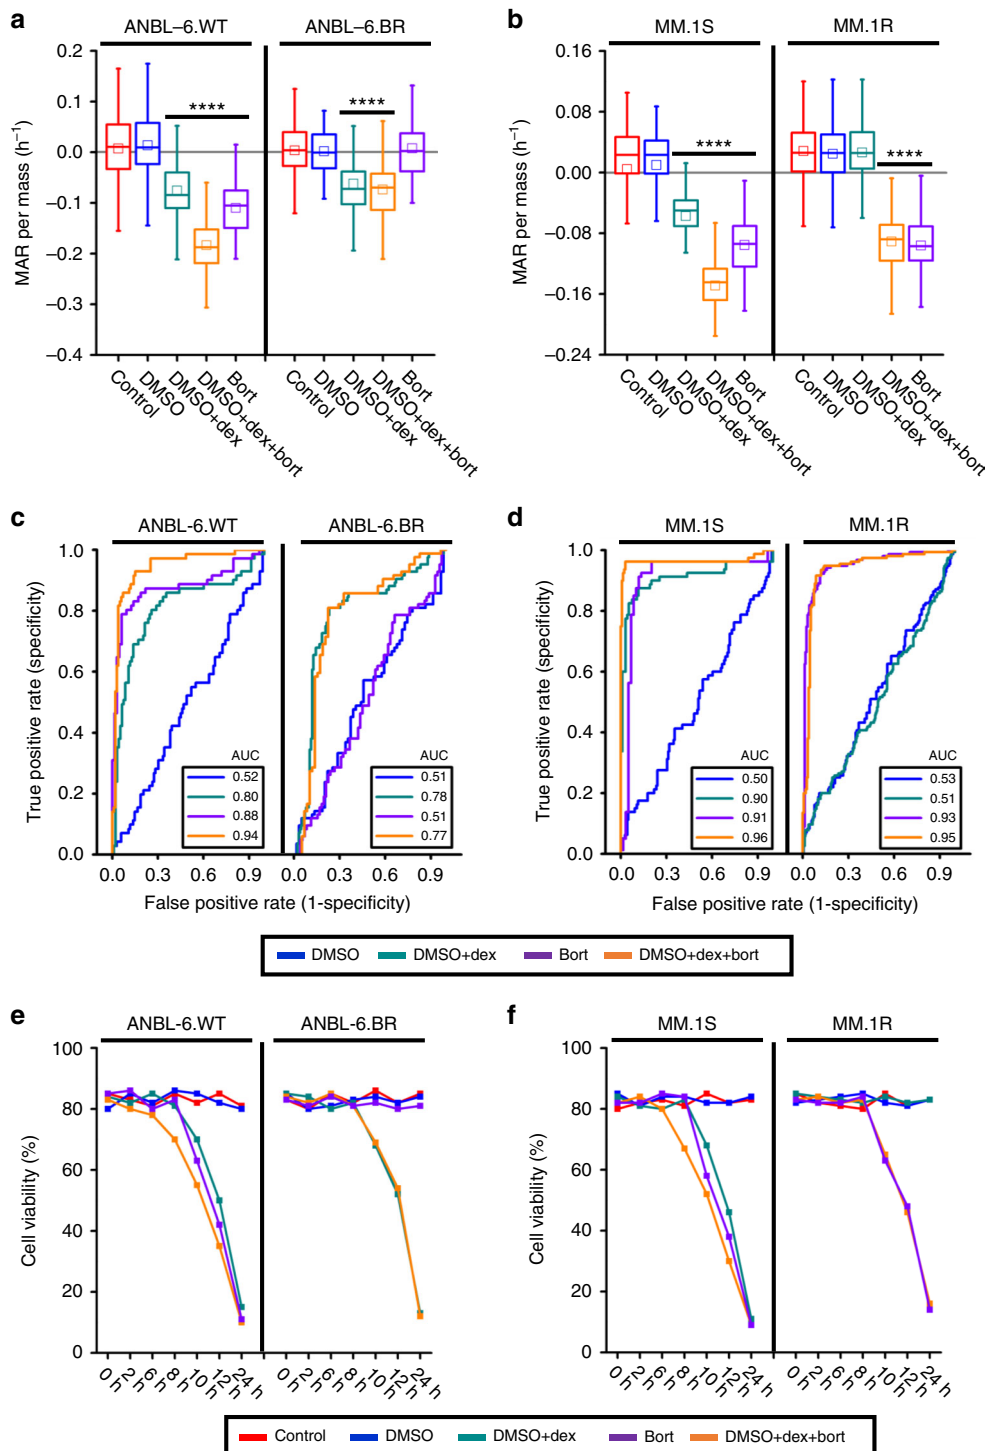 a
ANBL–6.WT
ANBL–6.BR
MAR per mass (h⁻¹)
0.2
0.1
0.0
–0.1
–0.2
–0.3
–0.4
****
****
Control
DMSO
DMSO+dex
DMSO+dex+bort
Bort
Control
DMSO
DMSO+dex
DMSO+dex+bort
Bort
b
MM.1S
MM.1R
MAR per mass (h⁻¹)
0.16
0.08
0.00
–0.08
–0.16
–0.24
****
****
Control
DMSO
DMSO+dex
DMSO+dex+bort
Bort
Control
DMSO
DMSO+dex
DMSO+dex+bort
Bort
c
ANBL-6.WT
ANBL-6.BR
True positive rate (specificity)
1.0
0.8
0.6
0.4
0.2
0.0
AUC
0.52
0.80
0.88
0.94
AUC
0.51
0.78
0.51
0.77
0.0 0.3 0.6 0.9
0.0 0.3 0.6 0.9
False positive rate (1-specificity)
d
MM.1S
MM.1R
True positive rate (specificity)
1.0
0.8
0.6
0.4
0.2
0.0
AUC
0.50
0.90
0.91
0.96
AUC
0.53
0.51
0.93
0.95
0.0 0.3 0.6 0.9
0.0 0.3 0.6 0.9
False positive rate (1-specificity)
DMSO DMSO+dex Bort DMSO+dex+bort
e
ANBL-6.WT
ANBL-6.BR
Cell viability (%)
100
80
60
40
20
0
0 h 2 h 6 h 8 h 10 h 12 h 24 h
0 h 2 h 6 h 8 h 10 h 12 h 24 h
f
MM.1S
MM.1R
Cell viability (%)
100
80
60
40
20
0
0 h 2 h 6 h 8 h 10 h 12 h 24 h
0 h 2 h 6 h 8 h 10 h 12 h 24 h
Control DMSO DMSO+dex Bort DMSO+dex+bort